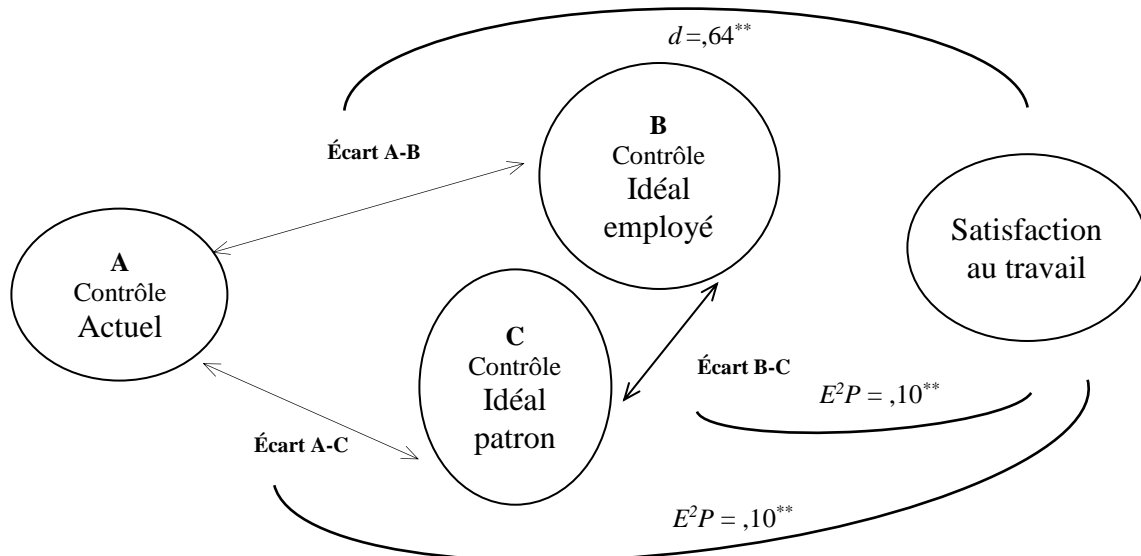 d =,64**
B
Contrôle
Idéal
employé
Écart A-B
Satisfaction
au travail
A
Contrôle
Actuel
C
Contrôle
Idéal
patron
Écart B-C
E²P = ,10**
Écart A-C
E²P = ,10**